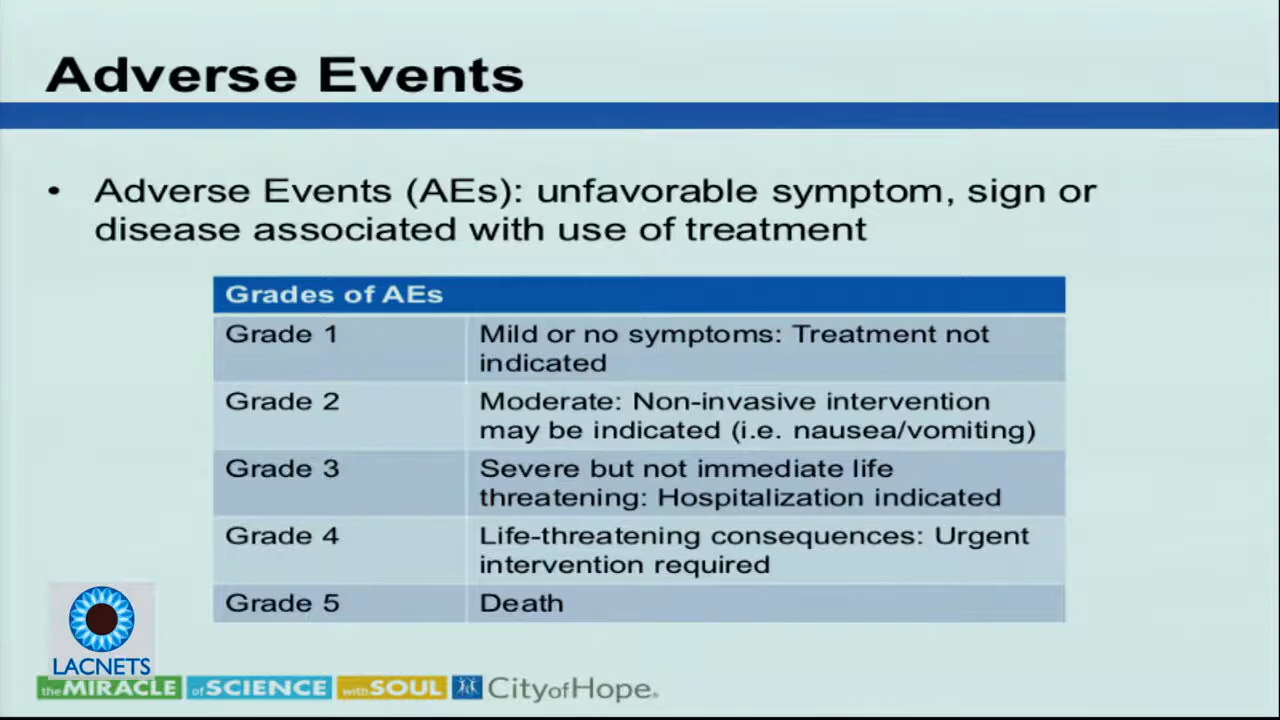 Adverse Events
• Adverse Events (AEs): unfavorable symptom, sign or
disease associated with use of treatment
Grades of AEs
Grade 1 Mild or no symptoms: Treatment not
indicated
Grade 2 Moderate: Non-invasive intervention
may be indicated (i.e. nausea/vomiting)
Grade 3 Severe but not immediate life
threatening: Hospitalization indicated
Grade 4 Life-threatening consequences: Urgent
intervention required
Grade 5 Death
LACNETS
the MIRACLE of SCIENCE with SOUL City of Hope.